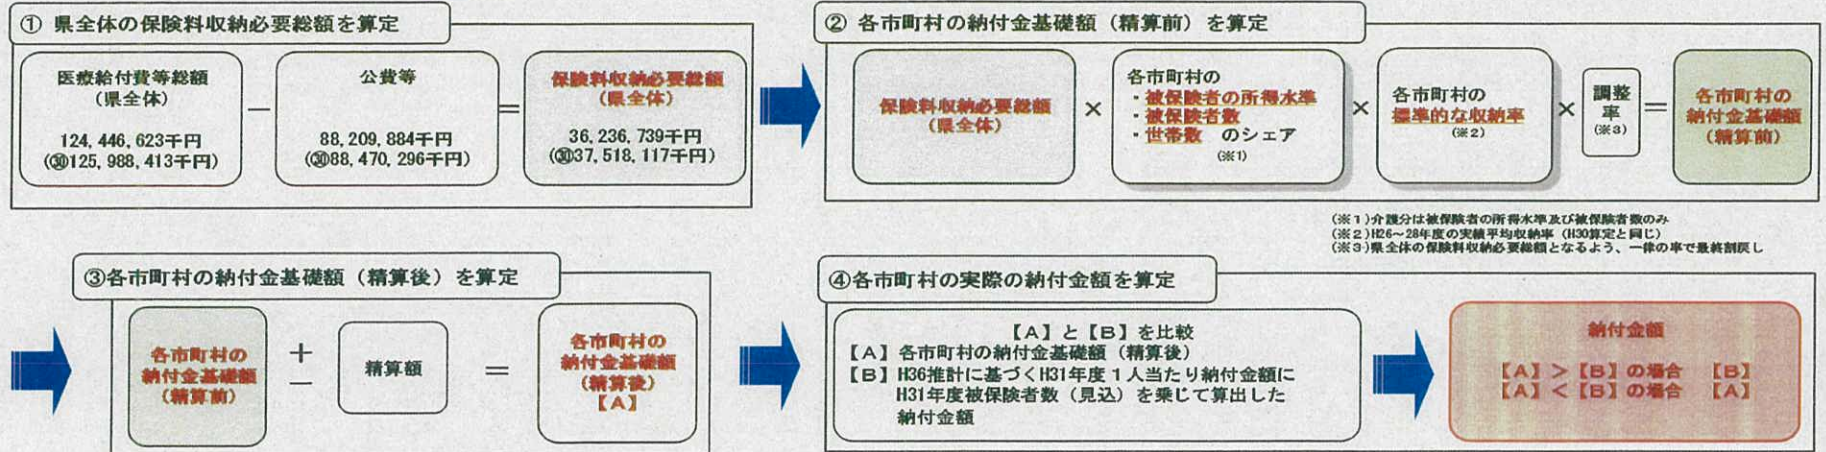 ① 県全体の保険料収納必要総額を算定
医療給付費等総額
(県全体)
124,446,623千円
(㉚125,988,413千円)
－
公費等
88,209,884千円
(㉚88,470,296千円)
＝
保険料収納必要総額
(県全体)
36,236,739千円
(㉚37,518,117千円)
② 各市町村の納付金基礎額（精算前）を算定
保険料収納必要総額
(県全体)
×
各市町村の
・被保険者の所得水準
・被保険者数
・世帯数 のシェア
(※1)
×
各市町村の
標準的な収納率
(※2)
×
調整
率
(※3)
＝
各市町村の
納付金基礎額
(精算前)
(※1)介護分は被保険者の所得水準及び被保険者数のみ
(※2)H26～28年度の実績平均収納率（H30算定と同じ）
(※3)県全体の保険料収納必要総額となるよう、一律の率で最終割戻し
③各市町村の納付金基礎額（精算後）を算定
各市町村の
納付金基礎額
(精算前)
＋
－
精算額
＝
各市町村の
納付金基礎額
(精算後)
【A】
④各市町村の実際の納付金額を算定
【A】と【B】を比較
【A】各市町村の納付金基礎額（精算後）
【B】H36推計に基づくH31年度１人当たり納付金額に
H31年度被保険者数（見込）を乗じて算出した
納付金額
納付金額
【A】＞【B】の場合 【B】
【A】＜【B】の場合 【A】